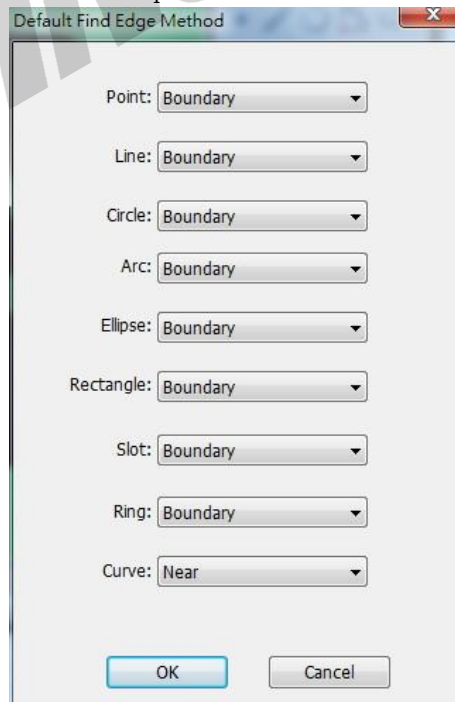 Default Find Edge Method
Point: Boundary
Line: Boundary
Circle: Boundary
Arc: Boundary
Ellipse: Boundary
Rectangle: Boundary
Slot: Boundary
Ring: Boundary
Curve: Near
OK Cancel